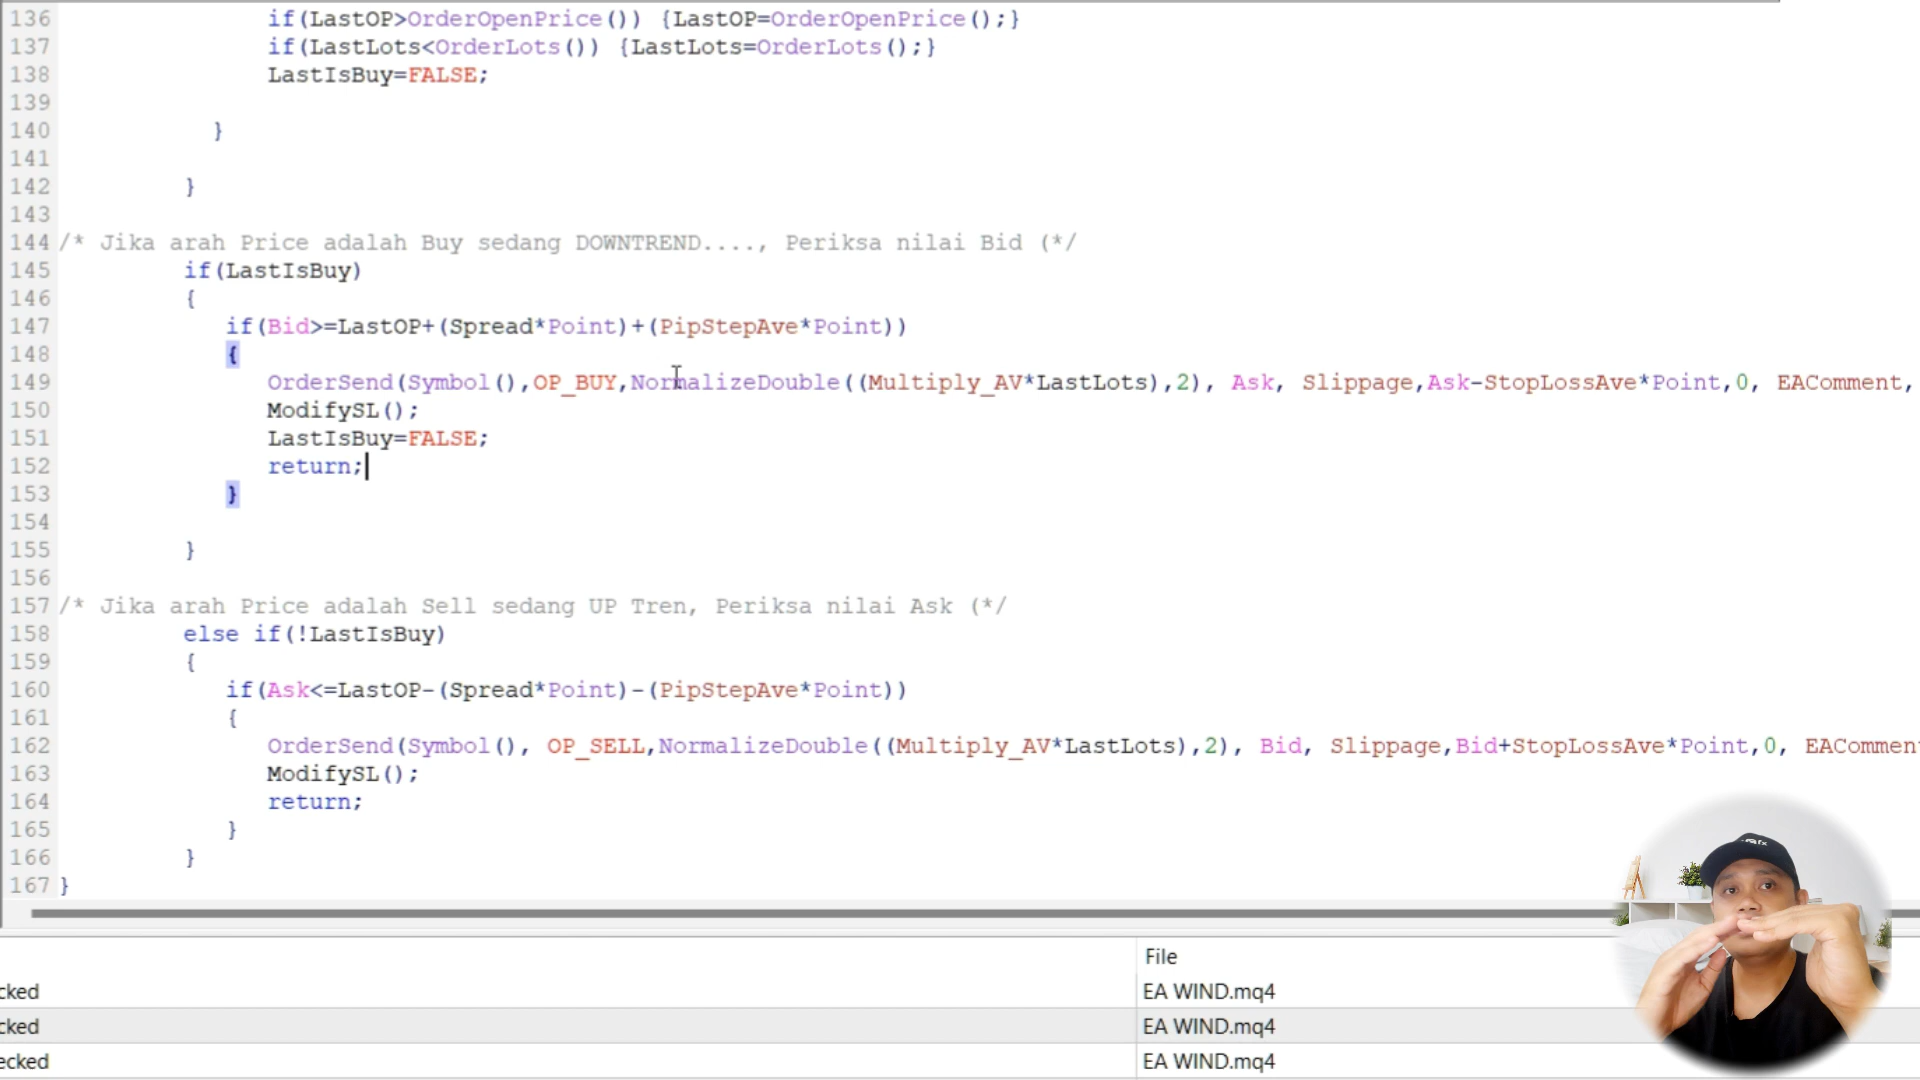 136 if(LastOP>OrderOpenPrice()) {LastOP=OrderOpenPrice();}
137 if(LastLots<OrderLots()) {LastLots=OrderLots();}
138 LastIsBuy=FALSE;
139
140 }
141
142 }
143
144 /* Jika arah Price adalah Buy sedang DOWNTREND...., Periksa nilai Bid (*/
145 if(LastIsBuy)
146 {
147 if(Bid>=LastOP+(Spread*Point)+(PipStepAve*Point))
148 {
149 OrderSend(Symbol(),OP_BUY,NormalizeDouble((Multiply_AV*LastLots),2), Ask, Slippage,Ask-StopLossAve*Point,0, EAComment,
150 ModifySL();
151 LastIsBuy=FALSE;
152 return;
153 }
154
155 }
156
157 /* Jika arah Price adalah Sell sedang UP Tren, Periksa nilai Ask (*/
158 else if(!LastIsBuy)
159 {
160 if(Ask<=LastOP-(Spread*Point)-(PipStepAve*Point))
161 {
162 OrderSend(Symbol(), OP_SELL,NormalizeDouble((Multiply_AV*LastLots),2), Bid, Slippage,Bid+StopLossAve*Point,0, EACommen
163 ModifySL();
164 return;
165 }
166 }
167 }
File
cked EA WIND.mq4
cked EA WIND.mq4
ecked EA WIND.mq4